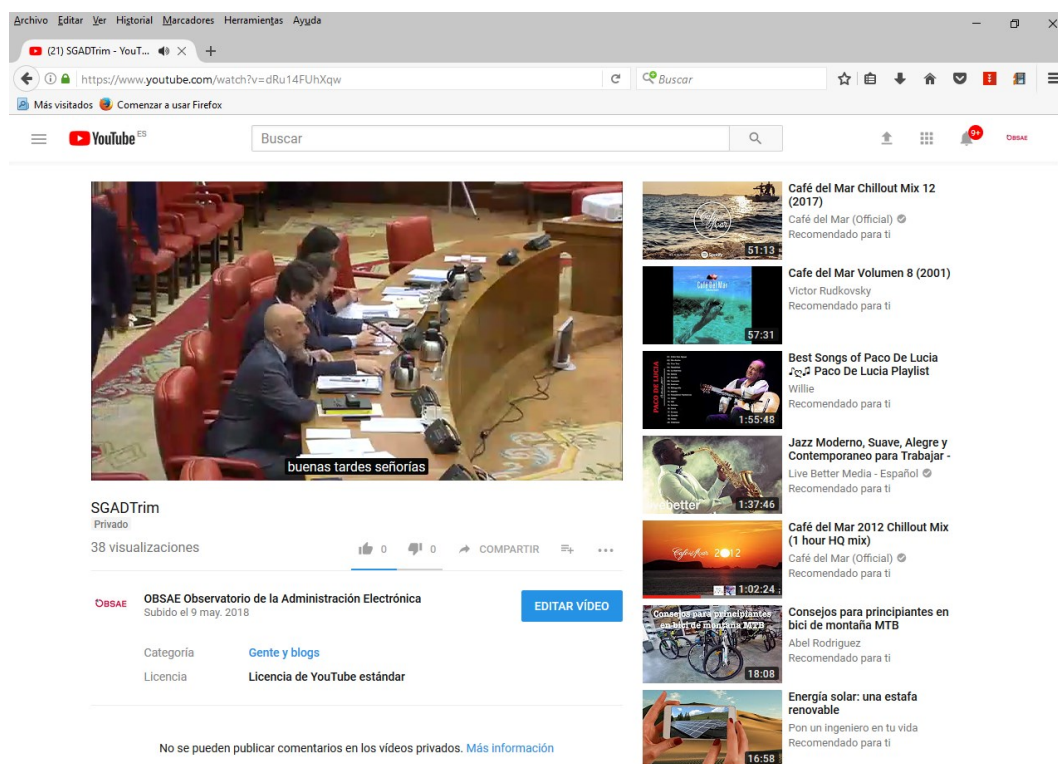 Archivo Editar Ver Historial Marcadores Herramientas Ayuda
(21) SGADTrim - YouT...
https://www.youtube.com/watch?v=dRu14FUhXqw
Buscar
Más visitados Comenzar a usar Firefox
YouTube ES
Buscar
9+
OBSAE
buenas tardes señorías
SGADTrim
Privado
38 visualizaciones
0
0
COMPARTIR
OBSAE
OBSAE Observatorio de la Administración Electrónica
Subido el 9 may. 2018
EDITAR VÍDEO
Categoría Gente y blogs
Licencia Licencia de YouTube estándar
No se pueden publicar comentarios en los vídeos privados. Más información
51:13
Café del Mar Chillout Mix 12
(2017)
Café del Mar (Official)
Recomendado para ti
Café del Mar
57:31
Cafe del Mar Volumen 8 (2001)
Victor Rudkovsky
Recomendado para ti
PACO DE LUCIA
1:55:48
Best Songs of Paco De Lucia
Paco De Lucia Playlist
Willie
Recomendado para ti
1:37:46
Jazz Moderno, Suave, Alegre y
Contemporaneo para Trabajar -
Live Better Media - Español
Recomendado para ti
Café del Mar 2012
1:02:24
Café del Mar 2012 Chillout Mix
(1 hour HQ mix)
Café del Mar (Official)
Recomendado para ti
Consejos para principiantes
en bici de montaña MTB
18:08
Consejos para principiantes en
bici de montaña MTB
Abel Rodriguez
Recomendado para ti
16:58
Energía solar: una estafa
renovable
Pon un ingeniero en tu vida
Recomendado para ti